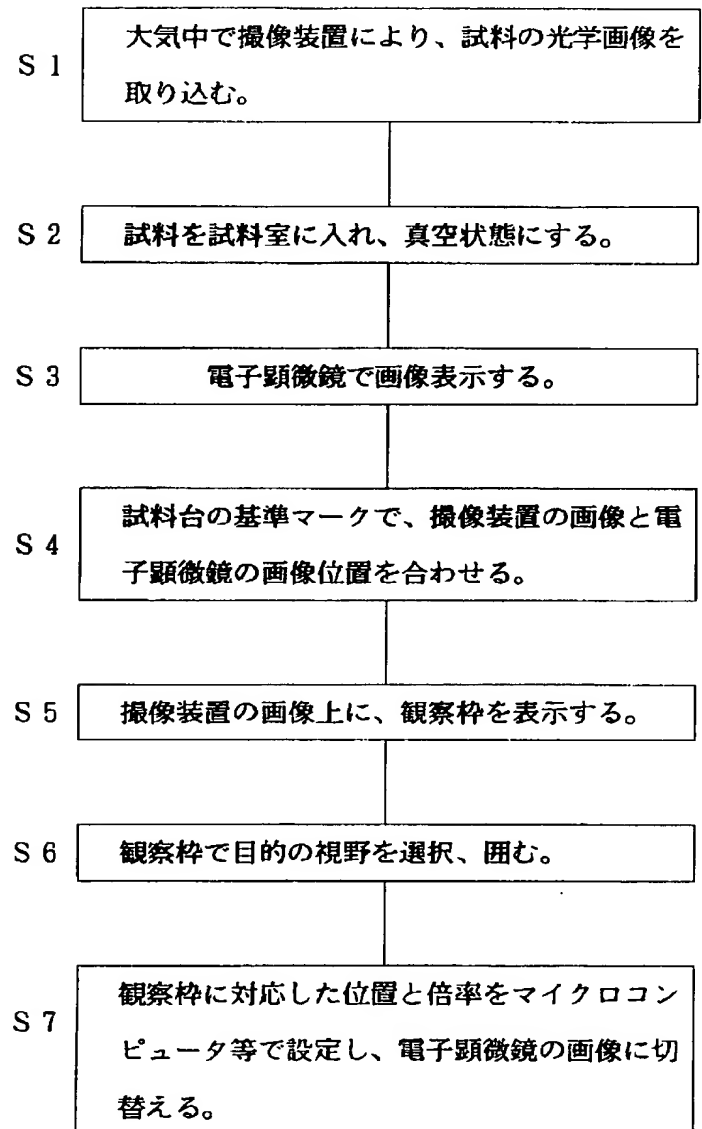 S 1
大気中で撮像装置により、試料の光学画像を
取り込む。
S 2
試料を試料室に入れ、真空状態にする。
S 3
電子顕微鏡で画像表示する。
S 4
試料台の基準マークで、撮像装置の画像と電
子顕微鏡の画像位置を合わせる。
S 5
撮像装置の画像上に、観察枠を表示する。
S 6
観察枠で目的の視野を選択、囲む。
S 7
観察枠に対応した位置と倍率をマイクロコン
ピュータ等で設定し、電子顕微鏡の画像に切
替える。